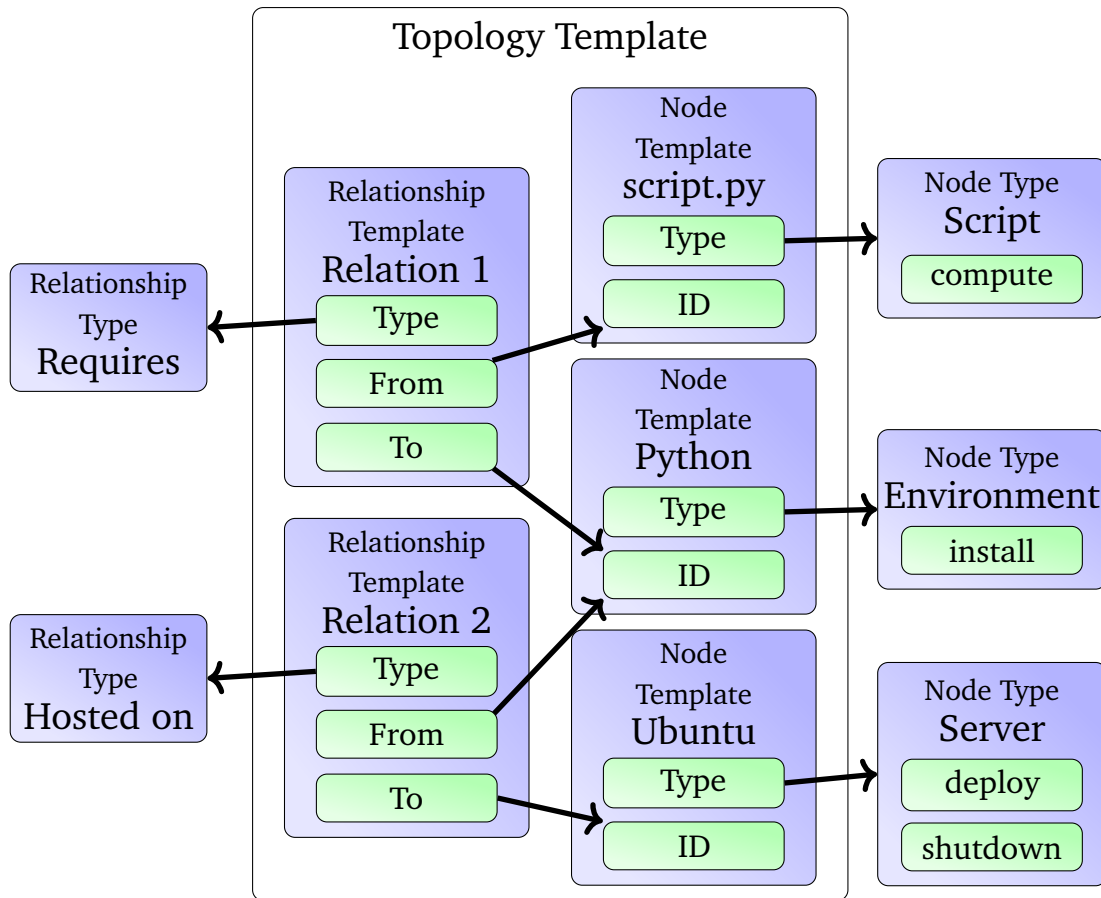 Topology Template
Relationship
Type
Requires
Relationship
Type
Hosted on
Relationship
Template
Relation 1
Type
From
To
Relationship
Template
Relation 2
Type
From
To
Node
Template
script.py
Type
ID
Node
Template
Python
Type
ID
Node
Template
Ubuntu
Type
ID
Node Type
Script
compute
Node Type
Environment
install
Node Type
Server
deploy
shutdown